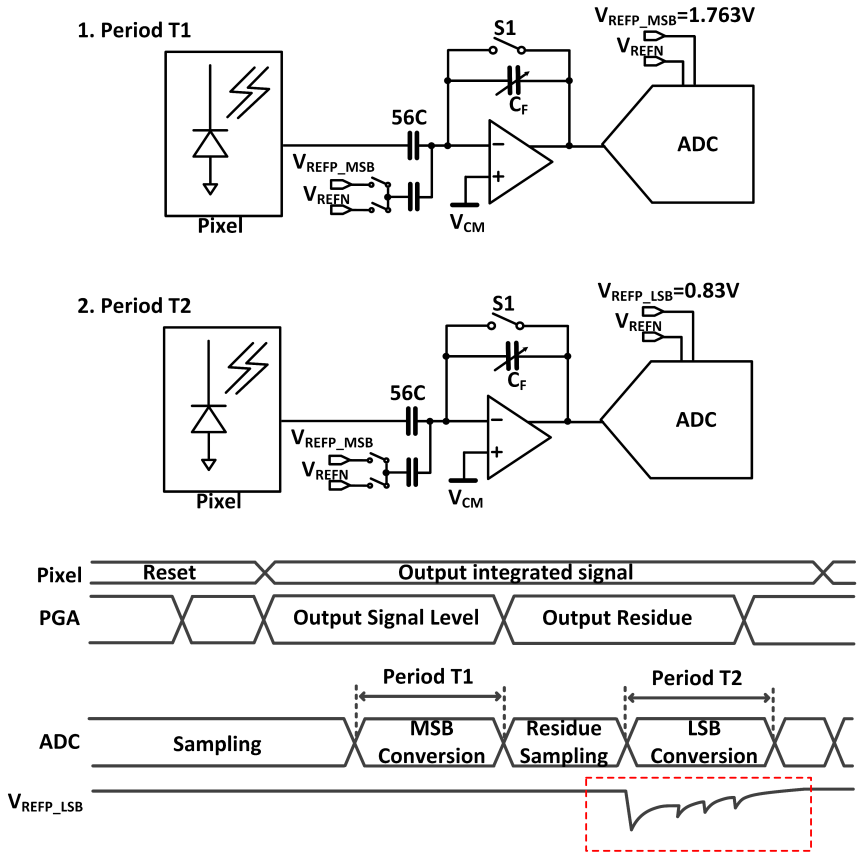 1. Period T1
S1
V_REFP_MSB=1.763V
V_REFN
C_F
56C
ADC
V_REFP_MSB
V_REFN
V_CM
Pixel
2. Period T2
S1
V_REFP_LSB=0.83V
V_REFN
C_F
56C
ADC
V_REFP_MSB
V_REFN
V_CM
Pixel
Pixel Reset Output integrated signal
PGA Output Signal Level Output Residue
Period T1 Period T2
ADC Sampling MSB Conversion Residue Sampling LSB Conversion
V_REFP_LSB